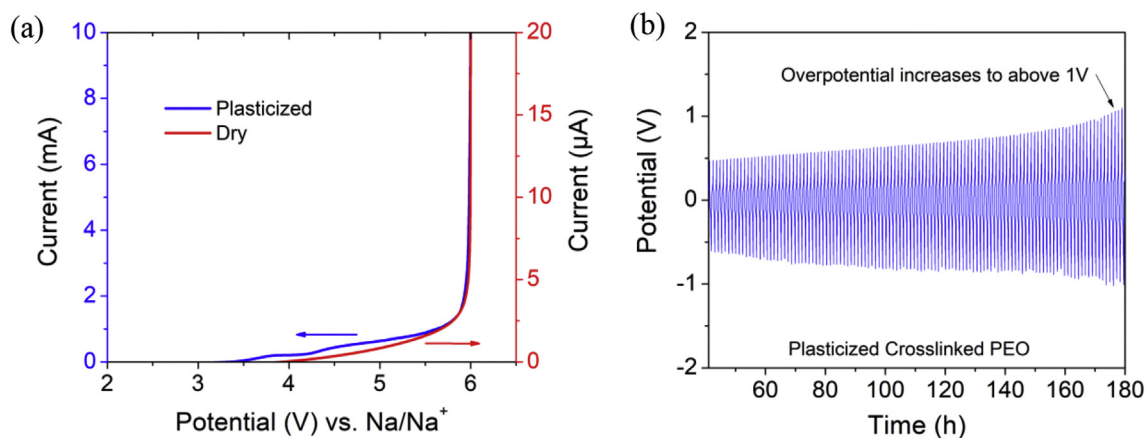 (a)
10
8
6
4
2
0
Current (mA)
Plasticized
Dry
20
15
10
5
0
Current (µA)
2 3 4 5 6
Potential (V) vs. Na/Na⁺
(b)
2
1
0
-1
-2
Potential (V)
Overpotential increases to above 1V
Plasticized Crosslinked PEO
60 80 100 120 140 160 180
Time (h)